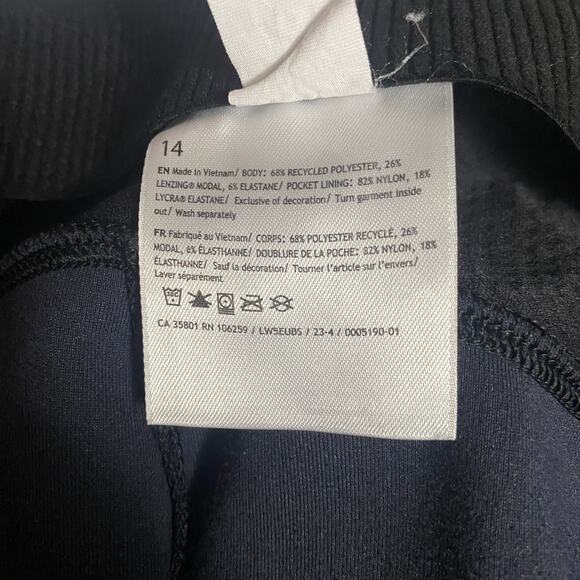 14
EN Made in Vietnam/ BODY: 68% RECYCLED POLYESTER, 26%
LENZING® MODAL, 6% ELASTANE/ POCKET LINING: 82% NYLON, 18%
LYCRA® ELASTANE/ Exclusive of decoration/ Turn garment inside
out/ Wash separately
FR Fabriqué au Vietnam/ CORPS: 68% POLYESTER RECYCLÉ, 26%
MODAL, 6% ÉLASTHANNE/ DOUBLURE DE LA POCHE: 82% NYLON, 18%
ÉLASTHANNE/ Sauf la décoration/ Tourner l'article sur l'envers/
Laver séparément
CA 35801 RN 106259 / LW5EUBS / 23-4 / 0005190-01